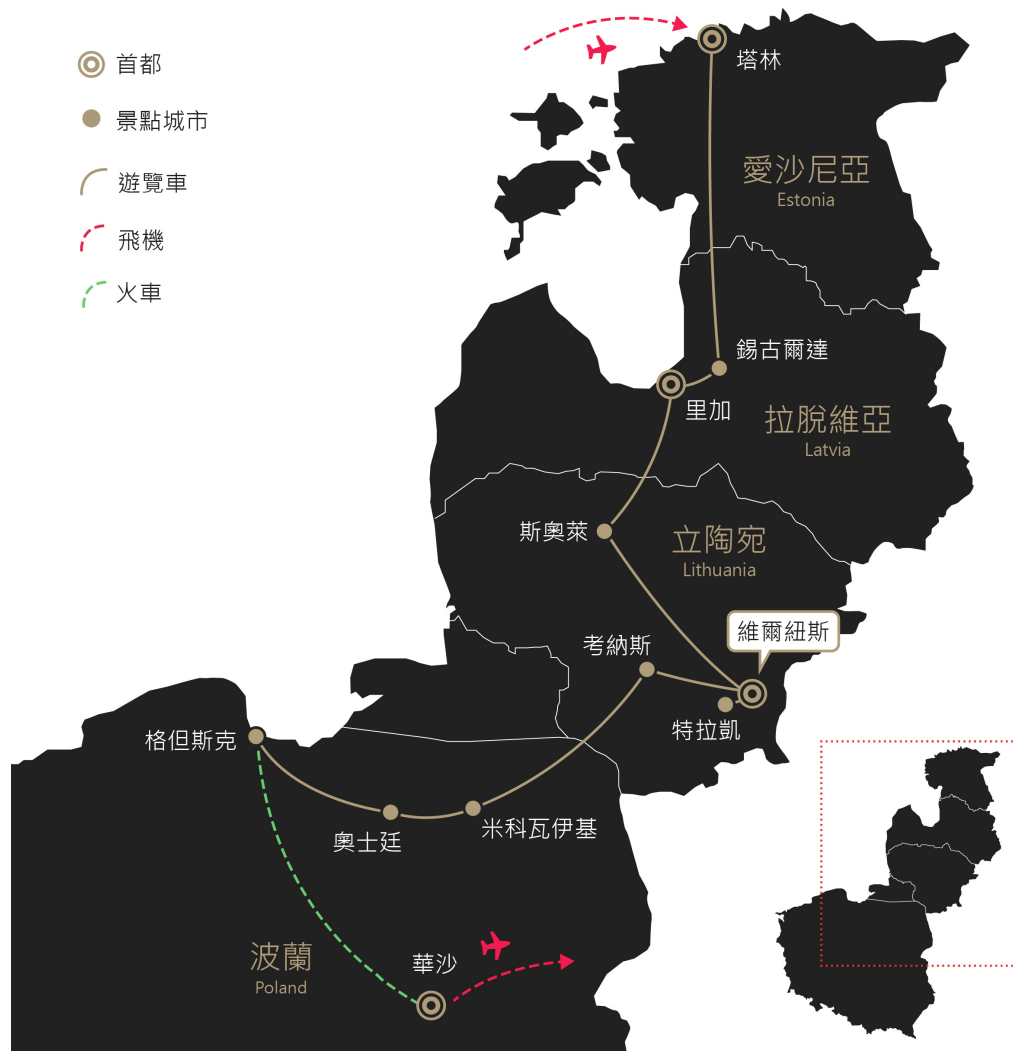 首都
景點城市
遊覽車
飛機
火車
塔林
愛沙尼亞
Estonia
錫古爾達
里加
拉脫維亞
Latvia
斯奧萊
立陶宛
Lithuania
維爾紐斯
考納斯
特拉凱
格但斯克
奧士廷
米科瓦伊基
波蘭
Poland
華沙